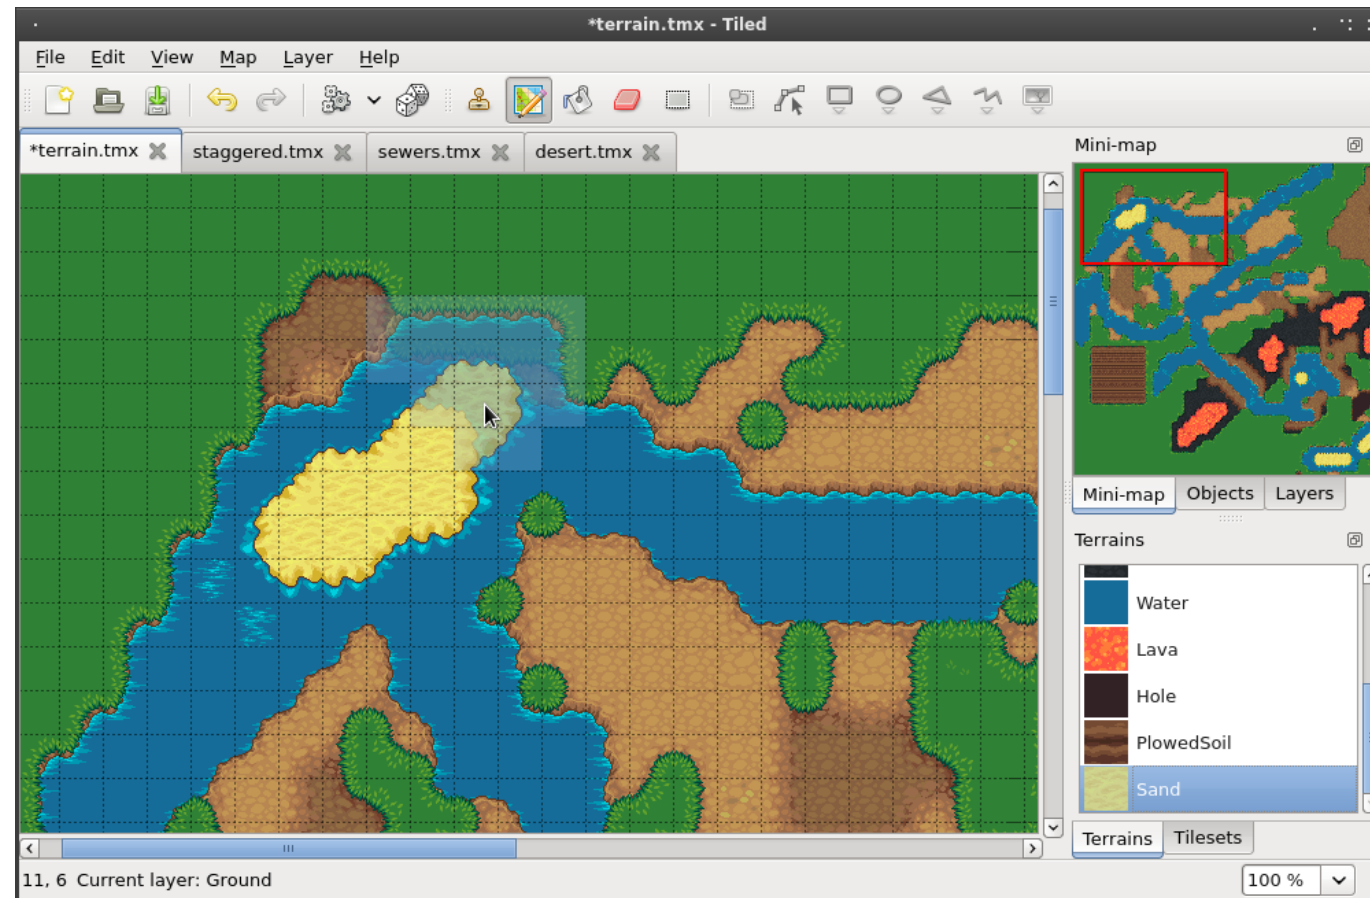 *terrain.tmx - Tiled
File Edit View Map Layer Help
*terrain.tmx staggered.tmx sewers.tmx desert.tmx
Mini-map
Mini-map Objects Layers
Terrains
Water
Lava
Hole
PlowedSoil
Sand
Terrains Tilesets
11, 6 Current layer: Ground
100 %